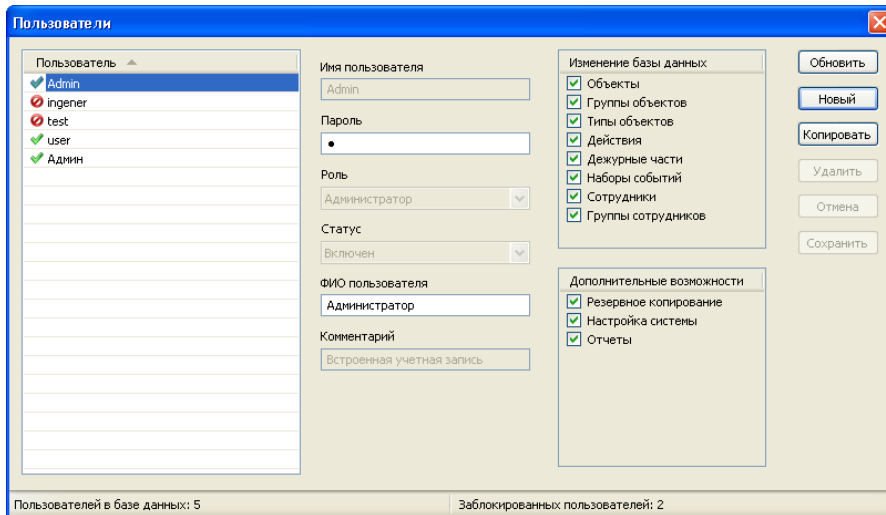 Пользователи
Пользователь
Admin
ingener
test
user
Админ
Имя пользователя
Admin
Пароль
•
Роль
Администратор
Статус
Включен
ФИО пользователя
Администратор
Комментарий
Встроенная учетная запись
Изменение базы данных
Объекты
Группы объектов
Типы объектов
Действия
Дежурные части
Наборы событий
Сотрудники
Группы сотрудников
Дополнительные возможности
Резервное копирование
Настройка системы
Отчеты
Обновить
Новый
Копировать
Удалить
Отмена
Сохранить
Пользователей в базе данных: 5
Заблокированных пользователей: 2